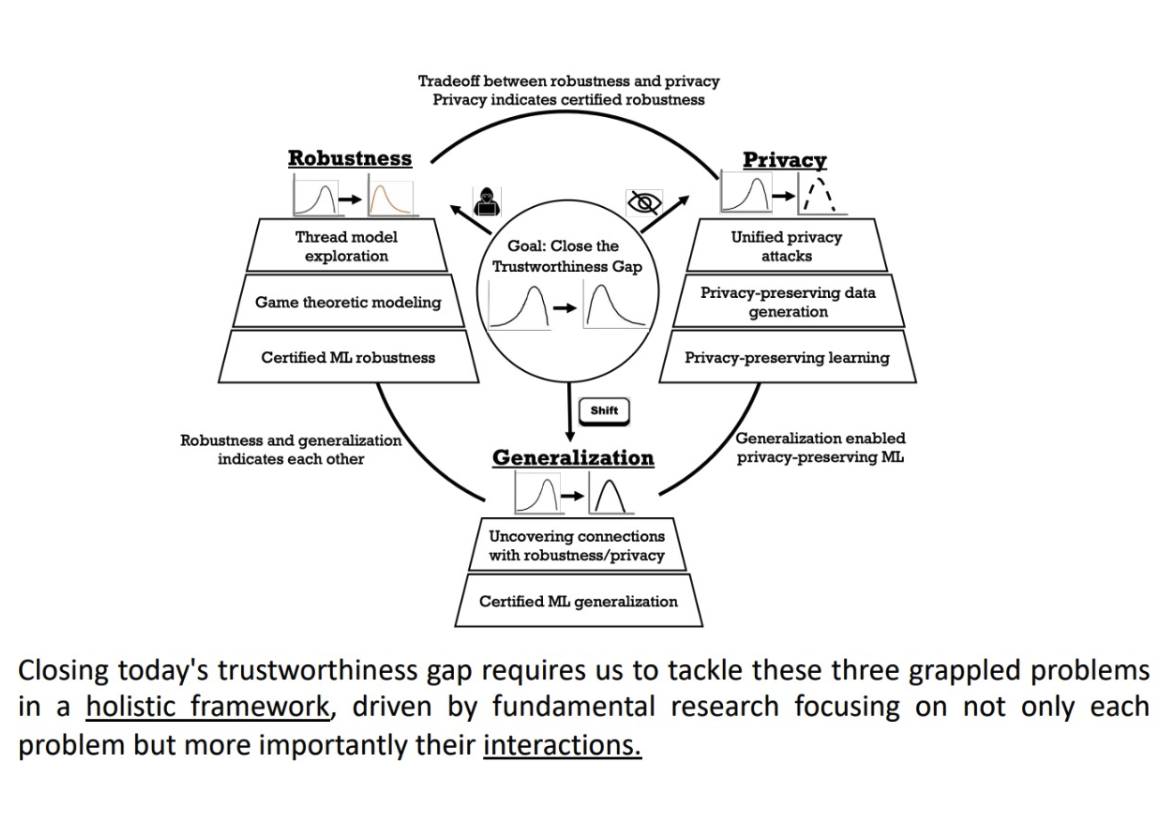 Tradeoff between robustness and privacy
Privacy indicates certified robustness
Robustness
Privacy
Thread model
exploration
Game theoretic modeling
Certified ML robustness
Goal: Close the
Trustworthiness Gap
Unified privacy
attacks
Privacy-preserving data
generation
Privacy-preserving learning
Shift
Robustness and generalization
indicates each other
Generalization enabled
privacy-preserving ML
Generalization
Uncovering connections
with robustness/privacy
Certified ML generalization
Closing today's trustworthiness gap requires us to tackle these three grappled problems
in a holistic framework, driven by fundamental research focusing on not only each
problem but more importantly their interactions.